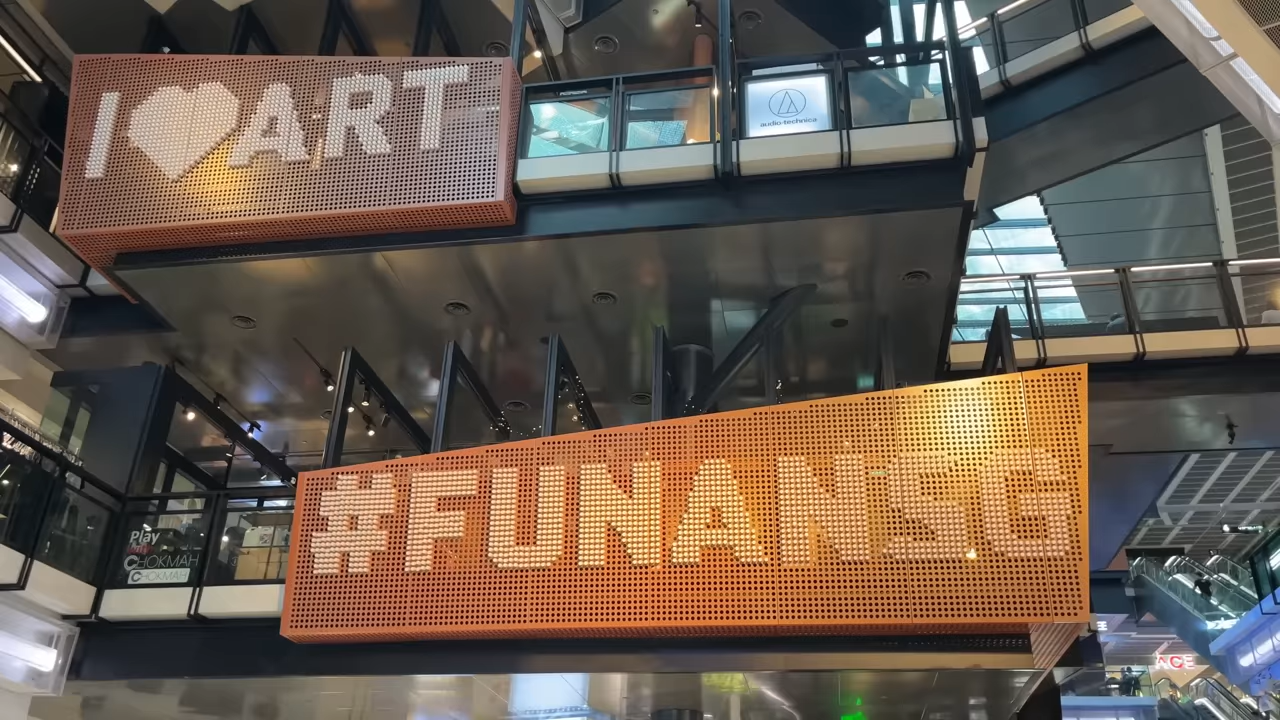 I ❤ ART
audio-technica
#FUNANSG
Play
CHOKMAH
CHOKMAH
ACE